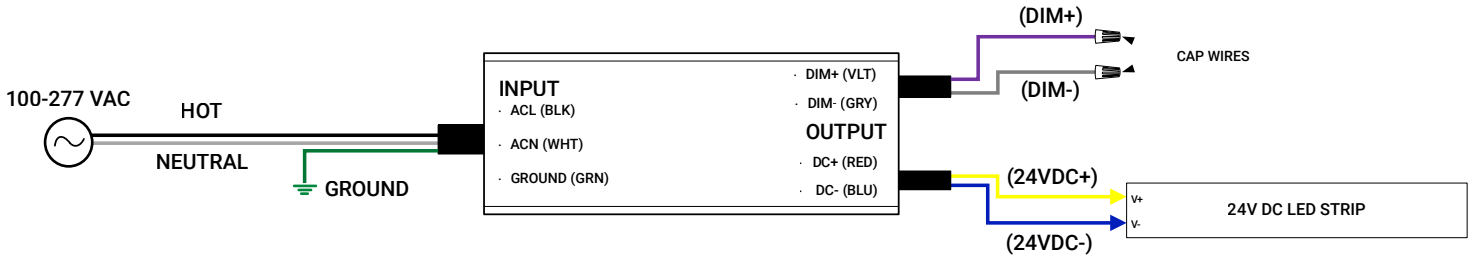 100-277 VAC
HOT
NEUTRAL
GROUND
INPUT
· ACL (BLK)
· ACN (WHT)
· GROUND (GRN)
· DIM+ (VLT)
· DIM- (GRY)
OUTPUT
· DC+ (RED)
· DC- (BLU)
(DIM+)
(DIM-)
CAP WIRES
(24VDC+)
(24VDC-)
V+
V-
24V DC LED STRIP